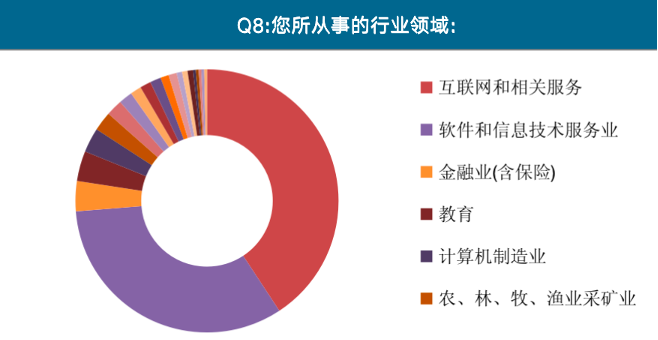 Q8:您所从事的行业领域:
互联网和相关服务
软件和信息技术服务业
金融业(含保险)
教育
计算机制造业
农、林、牧、渔业采矿业